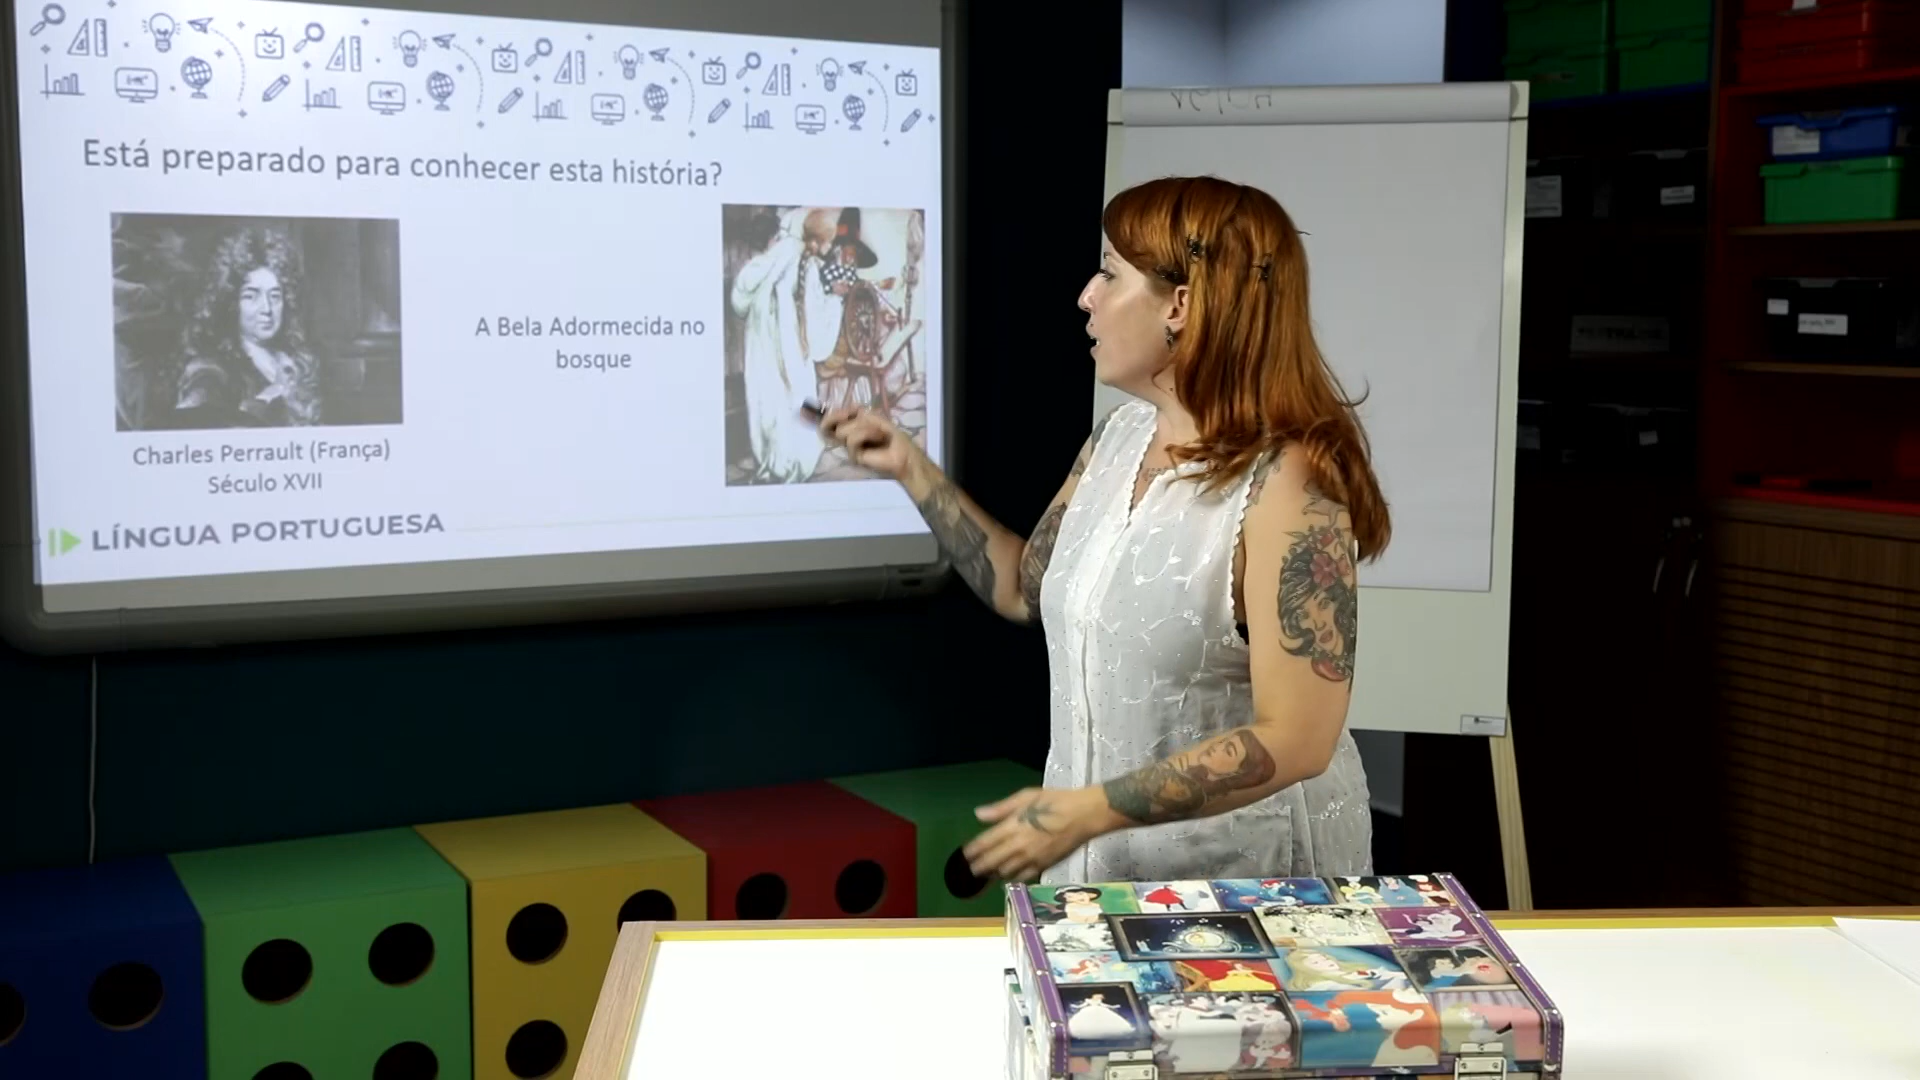 Está preparado para conhecer esta história?
A Bela Adormecida no
bosque
Charles Perrault (França)
Século XVII
LÍNGUA PORTUGUESA